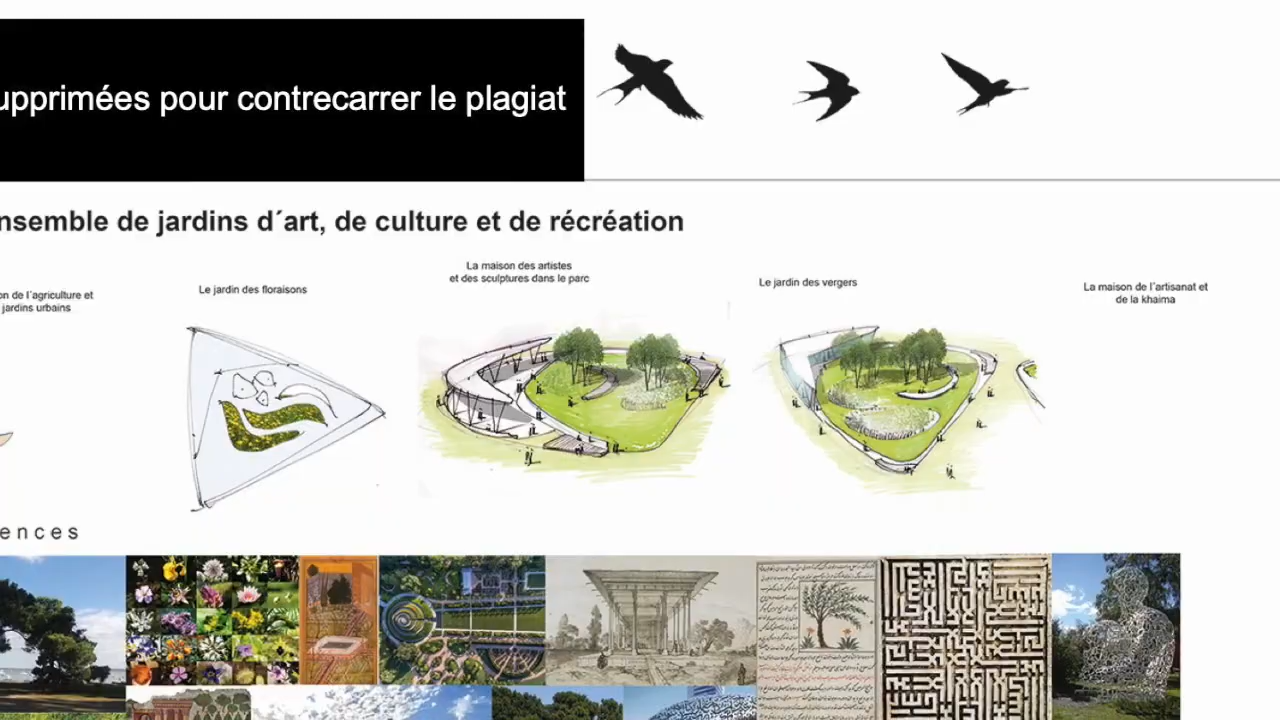 upprimées pour contrecarrer le plagiat
nsemble de jardins d´art, de culture et de récréation
on de l´agriculture et
jardins urbains
Le jardin des floraisons
La maison des artistes
et des sculptures dans le parc
Le jardin des vergers
La maison de l´artisanat et
de la khaima
ences